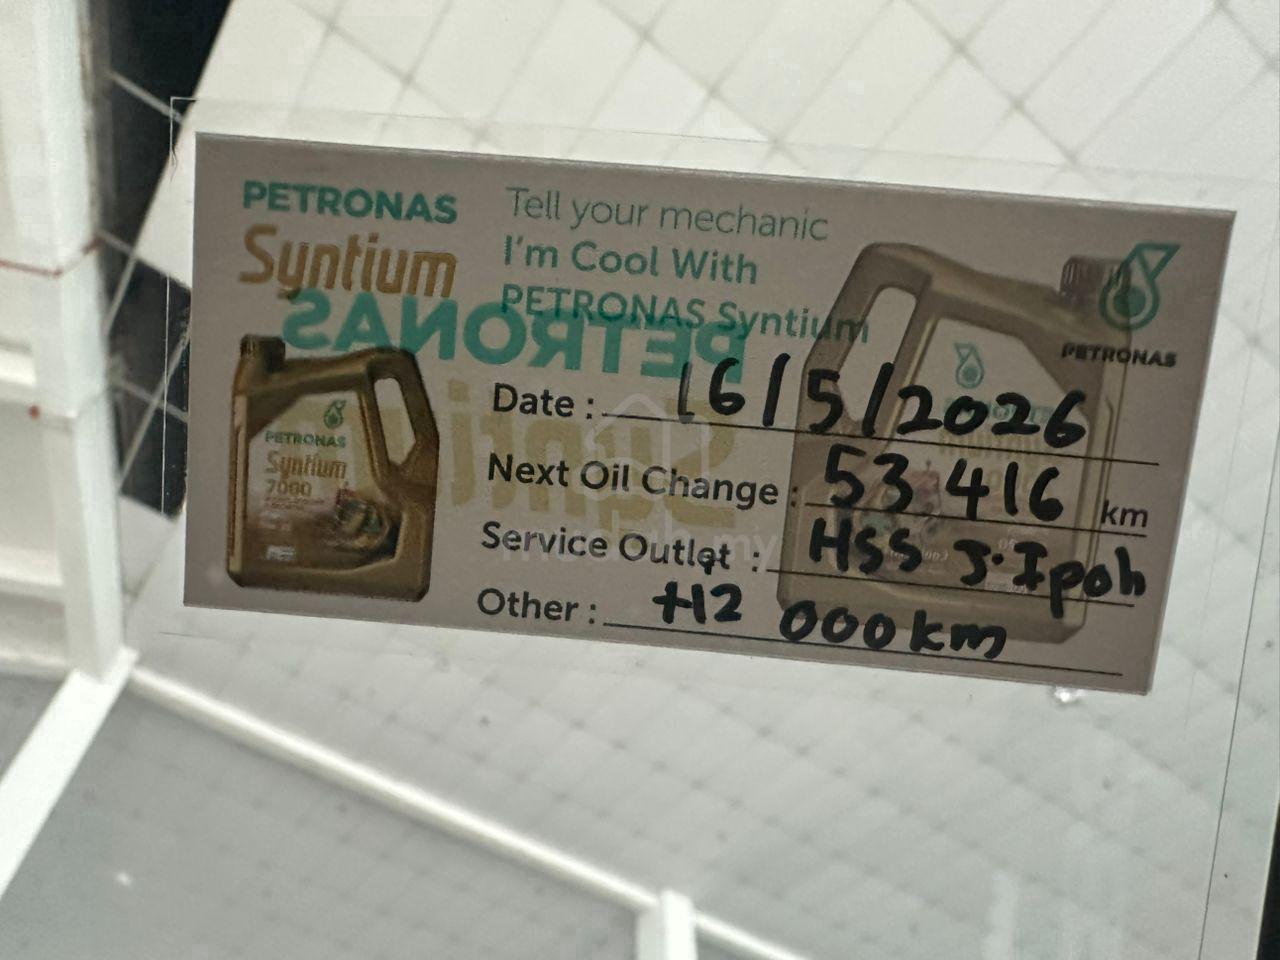 PETRONAS
Syntium
Tell your mechanic
I'm Cool With
PETRONAS Syntium
PETRONAS
PETRONAS
Date : 16/5/2026
Next Oil Change : 53 416 km
Service Outlet : HSS J.Ipoh
Other : +12 000km
PETRONAS
Syntium
7000